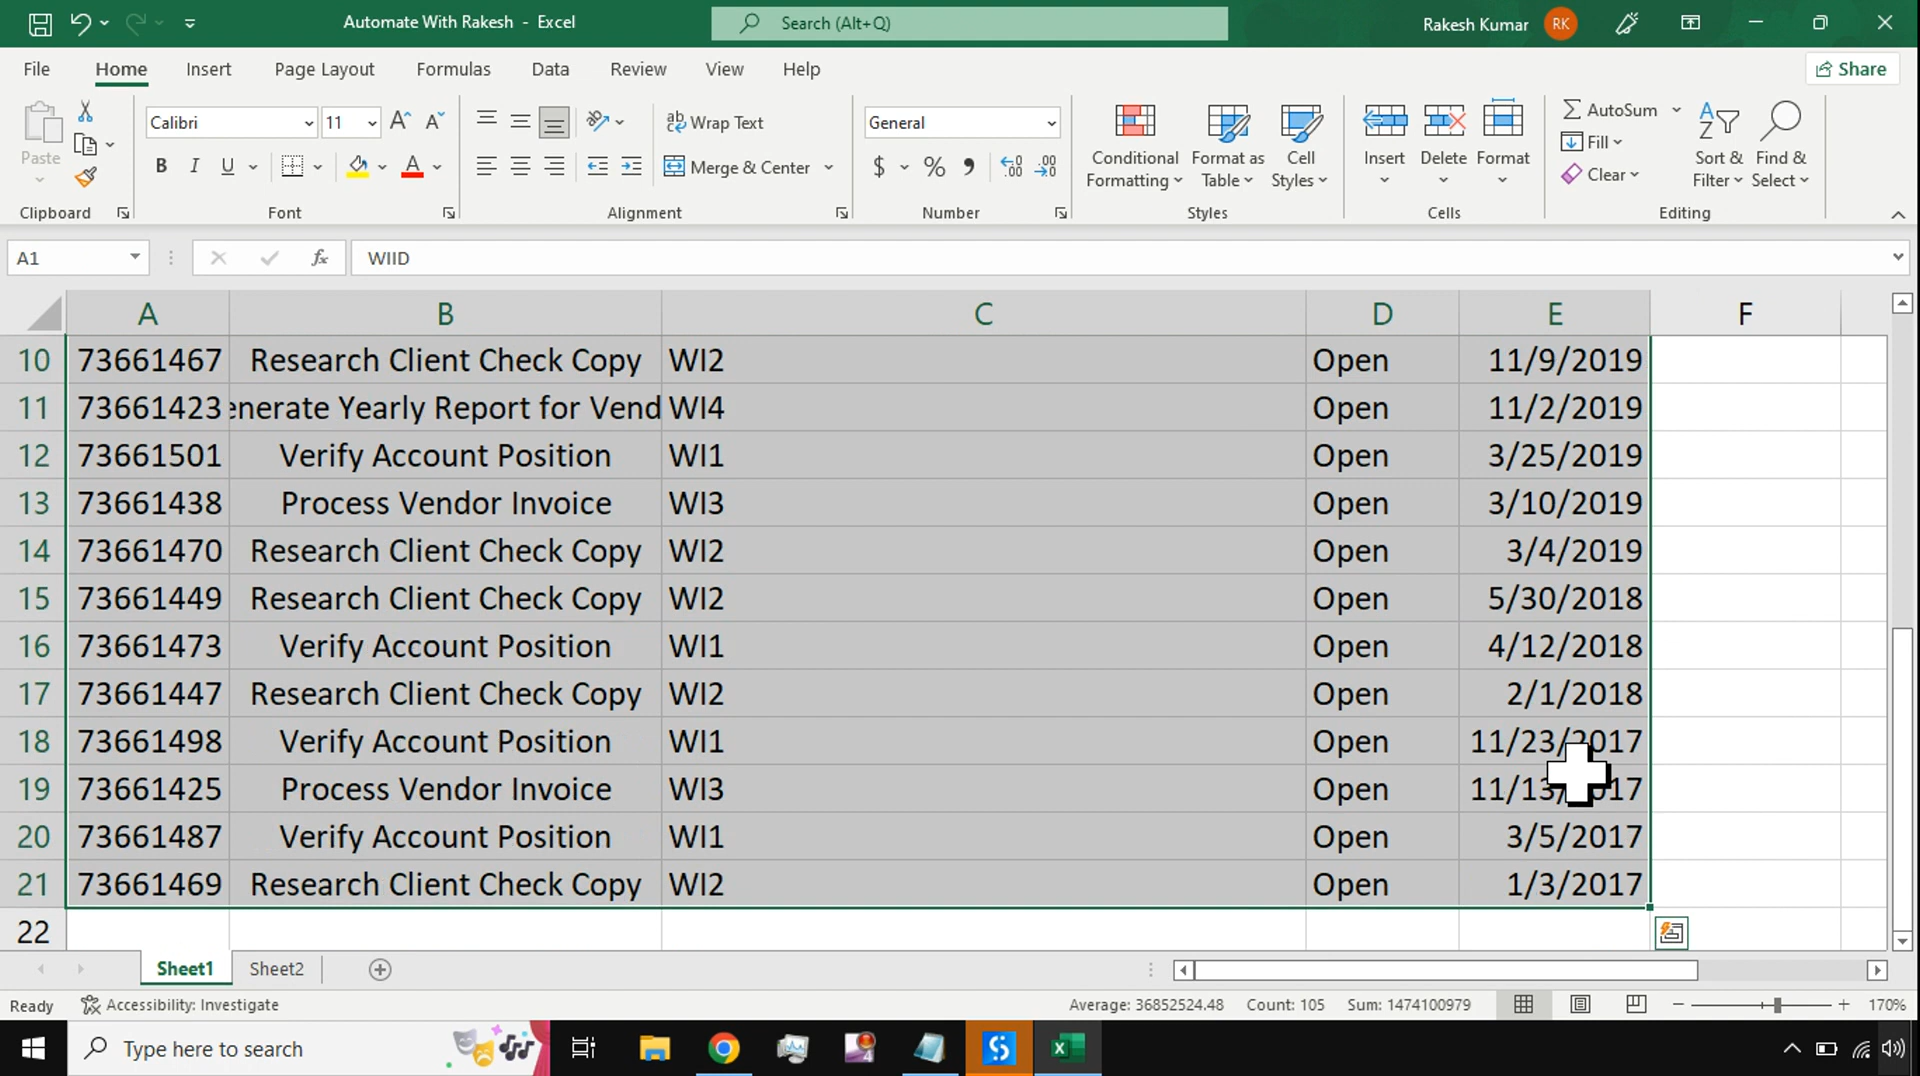 Automate With Rakesh - Excel
Search (Alt+Q)
Rakesh Kumar
RK
File
Home
Insert
Page Layout
Formulas
Data
Review
View
Help
Share
Paste
Calibri
11
Wrap Text
Merge & Center
General
Conditional Formatting
Format as Table
Cell Styles
Insert
Delete
Format
AutoSum
Fill
Clear
Sort & Filter
Find & Select
Clipboard
Font
Alignment
Number
Styles
Cells
Editing
A1
fx
WIID
A B C D E F
10 73661467 Research Client Check Copy WI2 Open 11/9/2019
11 73661423 enerate Yearly Report for Vend WI4 Open 11/2/2019
12 73661501 Verify Account Position WI1 Open 3/25/2019
13 73661438 Process Vendor Invoice WI3 Open 3/10/2019
14 73661470 Research Client Check Copy WI2 Open 3/4/2019
15 73661449 Research Client Check Copy WI2 Open 5/30/2018
16 73661473 Verify Account Position WI1 Open 4/12/2018
17 73661447 Research Client Check Copy WI2 Open 2/1/2018
18 73661498 Verify Account Position WI1 Open 11/23/2017
19 73661425 Process Vendor Invoice WI3 Open 11/13/2017
20 73661487 Verify Account Position WI1 Open 3/5/2017
21 73661469 Research Client Check Copy WI2 Open 1/3/2017
22
Sheet1
Sheet2
Ready
Accessibility: Investigate
Average: 36852524.48
Count: 105
Sum: 1474100979
170%
Type here to search